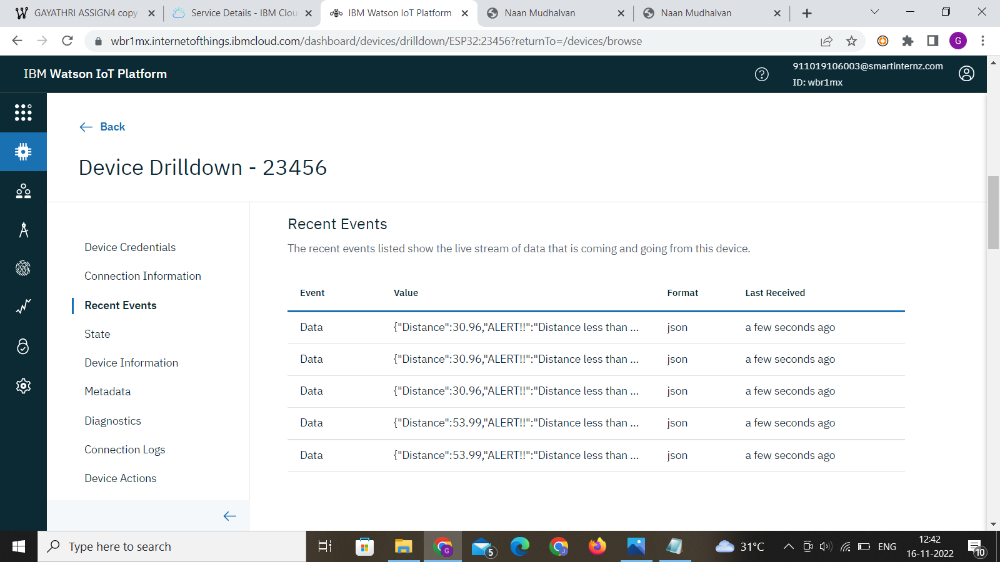 GAYATHRI ASSIGN4 copy
Service Details - IBM Clou
IBM Watson IoT Platform
Naan Mudhalvan
Naan Mudhalvan
wbr1mx.internetofthings.ibmcloud.com/dashboard/devices/drilldown/ESP32:23456?returnTo=/devices/browse
G
IBM Watson IoT Platform
911019106003@smartinternz.com
ID: wbr1mx
Back
Device Drilldown - 23456
Device Credentials
Connection Information
Recent Events
State
Device Information
Metadata
Diagnostics
Connection Logs
Device Actions
Recent Events
The recent events listed show the live stream of data that is coming and going from this device.
Event Value Format Last Received
Data {"Distance":30.96,"ALERT!!":"Distance less than ... json a few seconds ago
Data {"Distance":30.96,"ALERT!!":"Distance less than ... json a few seconds ago
Data {"Distance":30.96,"ALERT!!":"Distance less than ... json a few seconds ago
Data {"Distance":53.99,"ALERT!!":"Distance less than ... json a few seconds ago
Data {"Distance":53.99,"ALERT!!":"Distance less than ... json a few seconds ago
Type here to search
G
5
J
31°C
ENG
12:42
16-11-2022
10